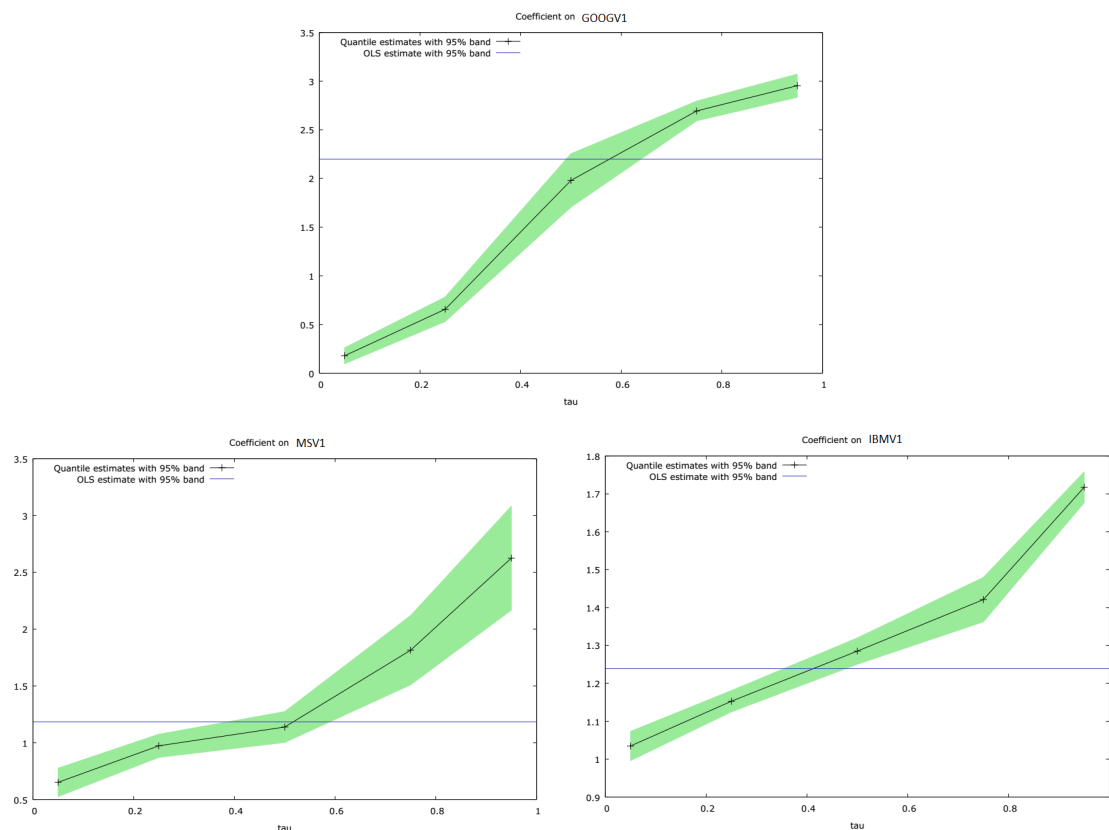 Coefficient on GOOGV1
Quantile estimates with 95% band
OLS estimate with 95% band
3.5
3
2.5
2
1.5
1
0.5
0
0 0.2 0.4 0.6 0.8 1
tau
Coefficient on MSV1
Quantile estimates with 95% band
OLS estimate with 95% band
3.5
3
2.5
2
1.5
1
0.5
0 0.2 0.4 0.6 0.8 1
tau
Coefficient on IBMV1
Quantile estimates with 95% band
OLS estimate with 95% band
1.8
1.7
1.6
1.5
1.4
1.3
1.2
1.1
1
0.9
0 0.2 0.4 0.6 0.8
tau